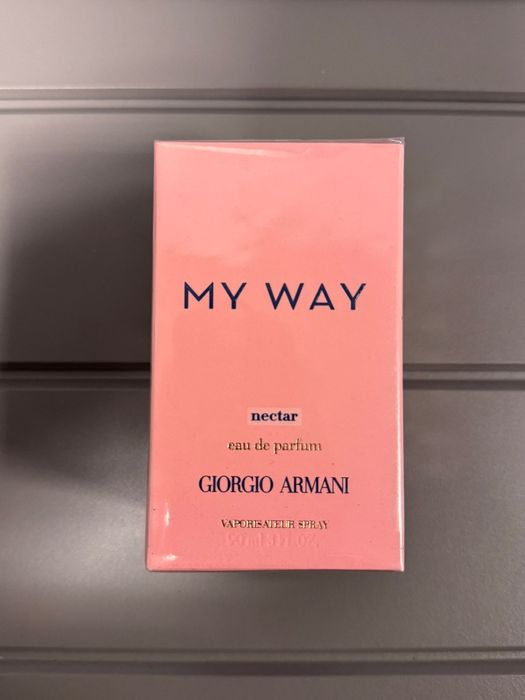 MY WAY
nectar
eau de parfum
GIORGIO ARMANI
VAPORISATEUR SPRAY